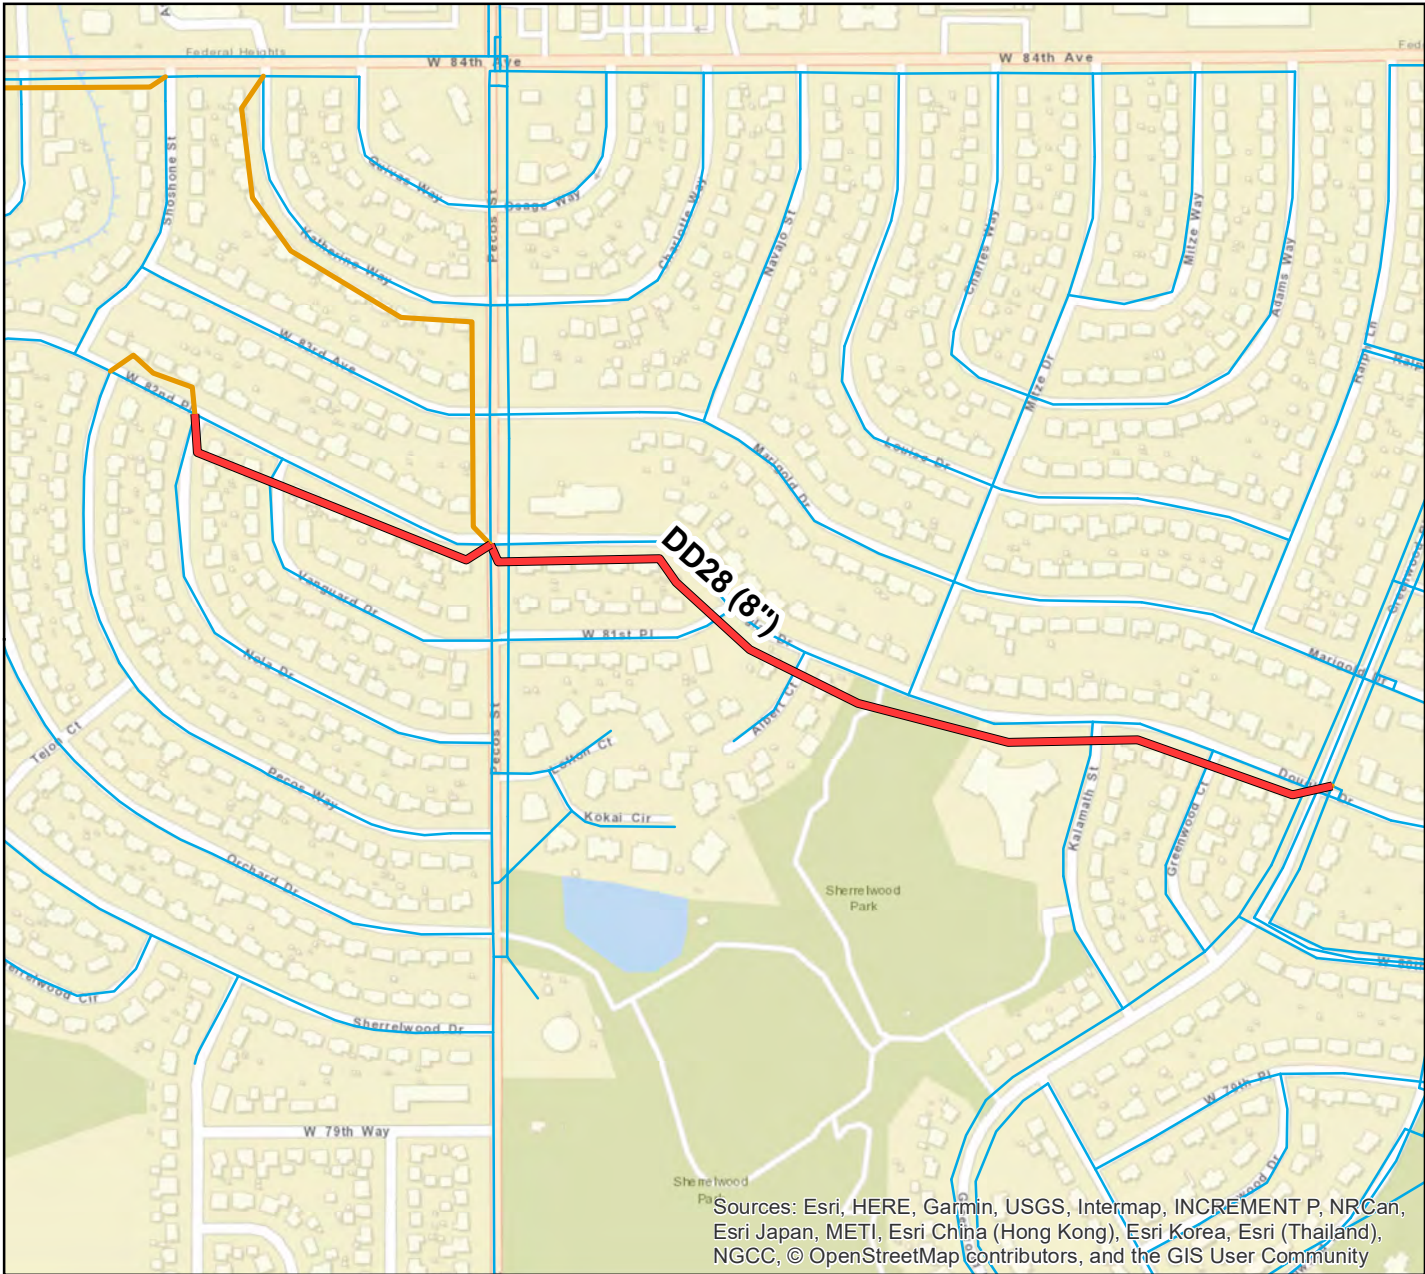 Federal Heights
W 84th Ave
W 84th Ave
Shoshone St
Quivas Way
Osage Way
Pecos St
Katherine Way
Charlotte Way
Navajo St
Charles Way
Mitze Way
Adams Way
W 83rd Ave
Mitze Dr
Ralph Ln
W 82nd Pl
Marigold Dr
Louise Dr
DD28 (8")
Vanguard Dr
W 81st Pl
Nola Dr
Marigold Dr
Albert Ct
Pecos St
Tejon Ct
Lofton Ct
Pecos Way
Kokai Cir
Kalamath St
Greenwood Ct
Orchard Dr
Sherrelwood
Park
Sherrelwood Dr
W 79th Pl
W 79th Way
Sherrelwood
Park
Sources: Esri, HERE, Garmin, USGS, Intermap, INCREMENT P, NRCan,
Esri Japan, METI, Esri China (Hong Kong), Esri Korea, Esri (Thailand),
NGCC, © OpenStreetMap contributors, and the GIS User Community